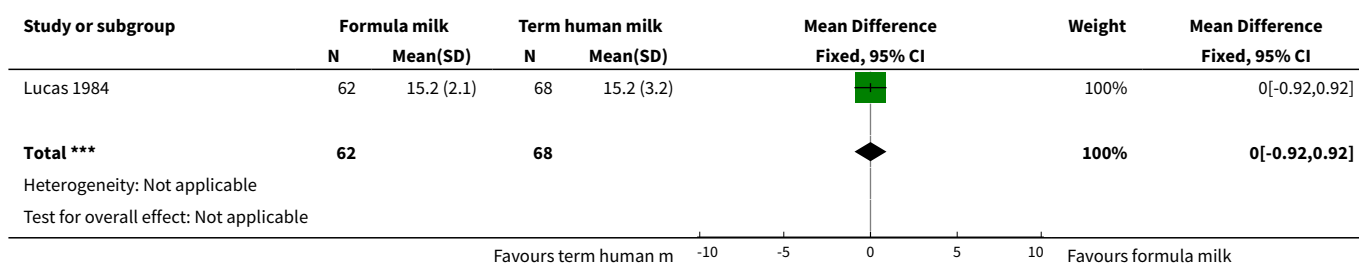 Study or subgroup Formula milk Term human milk Mean Difference Weight Mean Difference
N Mean(SD) N Mean(SD) Fixed, 95% CI Fixed, 95% CI
Lucas 1984 62 15.2 (2.1) 68 15.2 (3.2) 100% 0[-0.92,0.92]
Total *** 62 68 100% 0[-0.92,0.92]
Heterogeneity: Not applicable
Test for overall effect: Not applicable
Favours term human m -10 -5 0 5 10 Favours formula milk